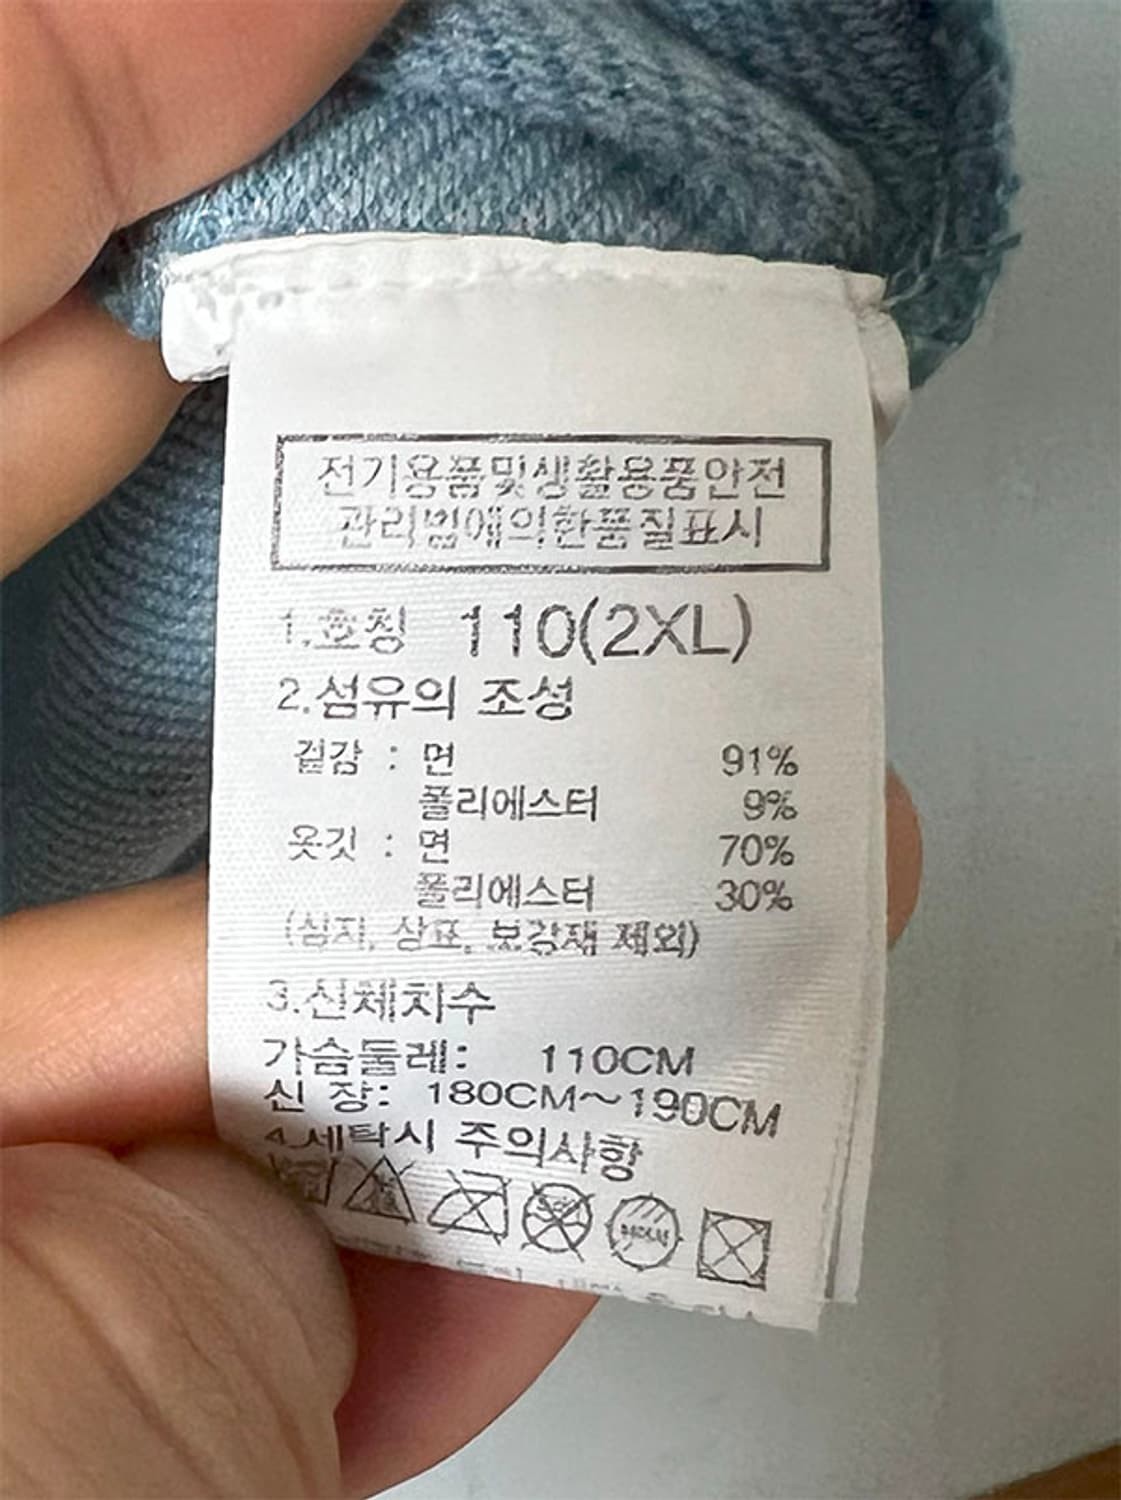 전기용품및생활용품안전
관리법에의한품질표시
1.호칭 110(2XL)
2.섬유의 조성
겉감 : 면 91%
폴리에스터 9%
옷깃 : 면 70%
폴리에스터 30%
(심지, 상표, 보강재 제외)
3.신체치수
가슴둘레: 110CM
신 장: 180CM~190CM
4.세탁시 주의사항